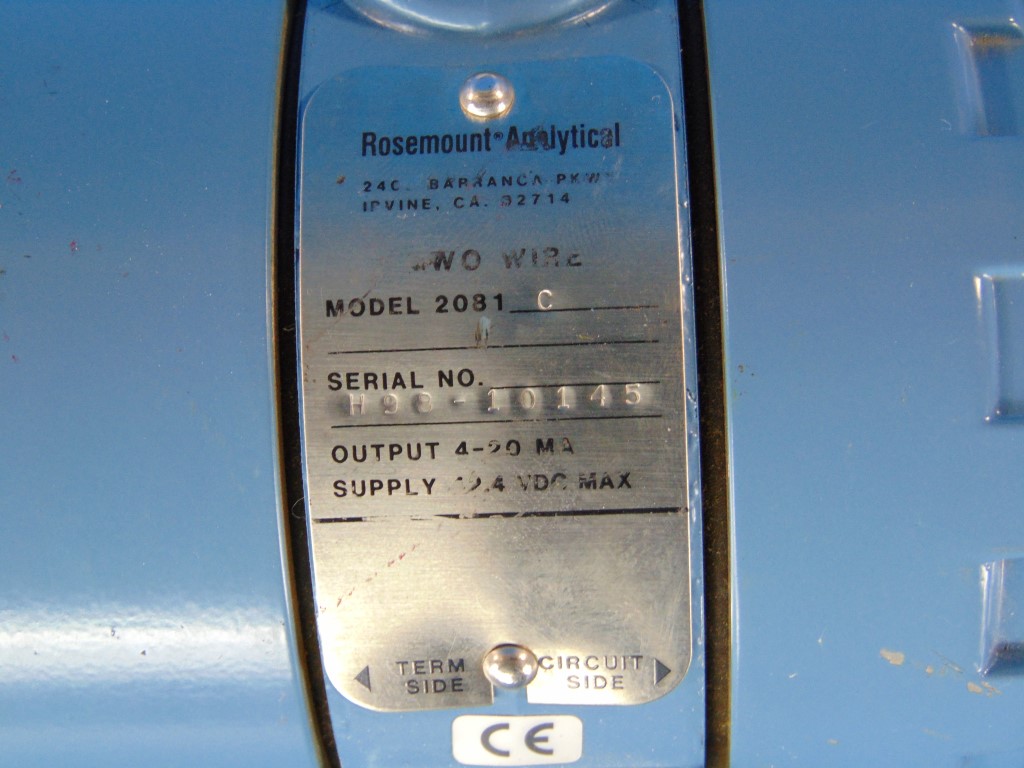 Rosemount® Analytical
BARRANCA PKWY
IRVINE, CA. 92714
TWO WIRE
MODEL 2081 C
SERIAL NO.
H98-10145
OUTPUT 4-20 MA
SUPPLY VDC MAX
TERM SIDE
CIRCUIT SIDE
CE